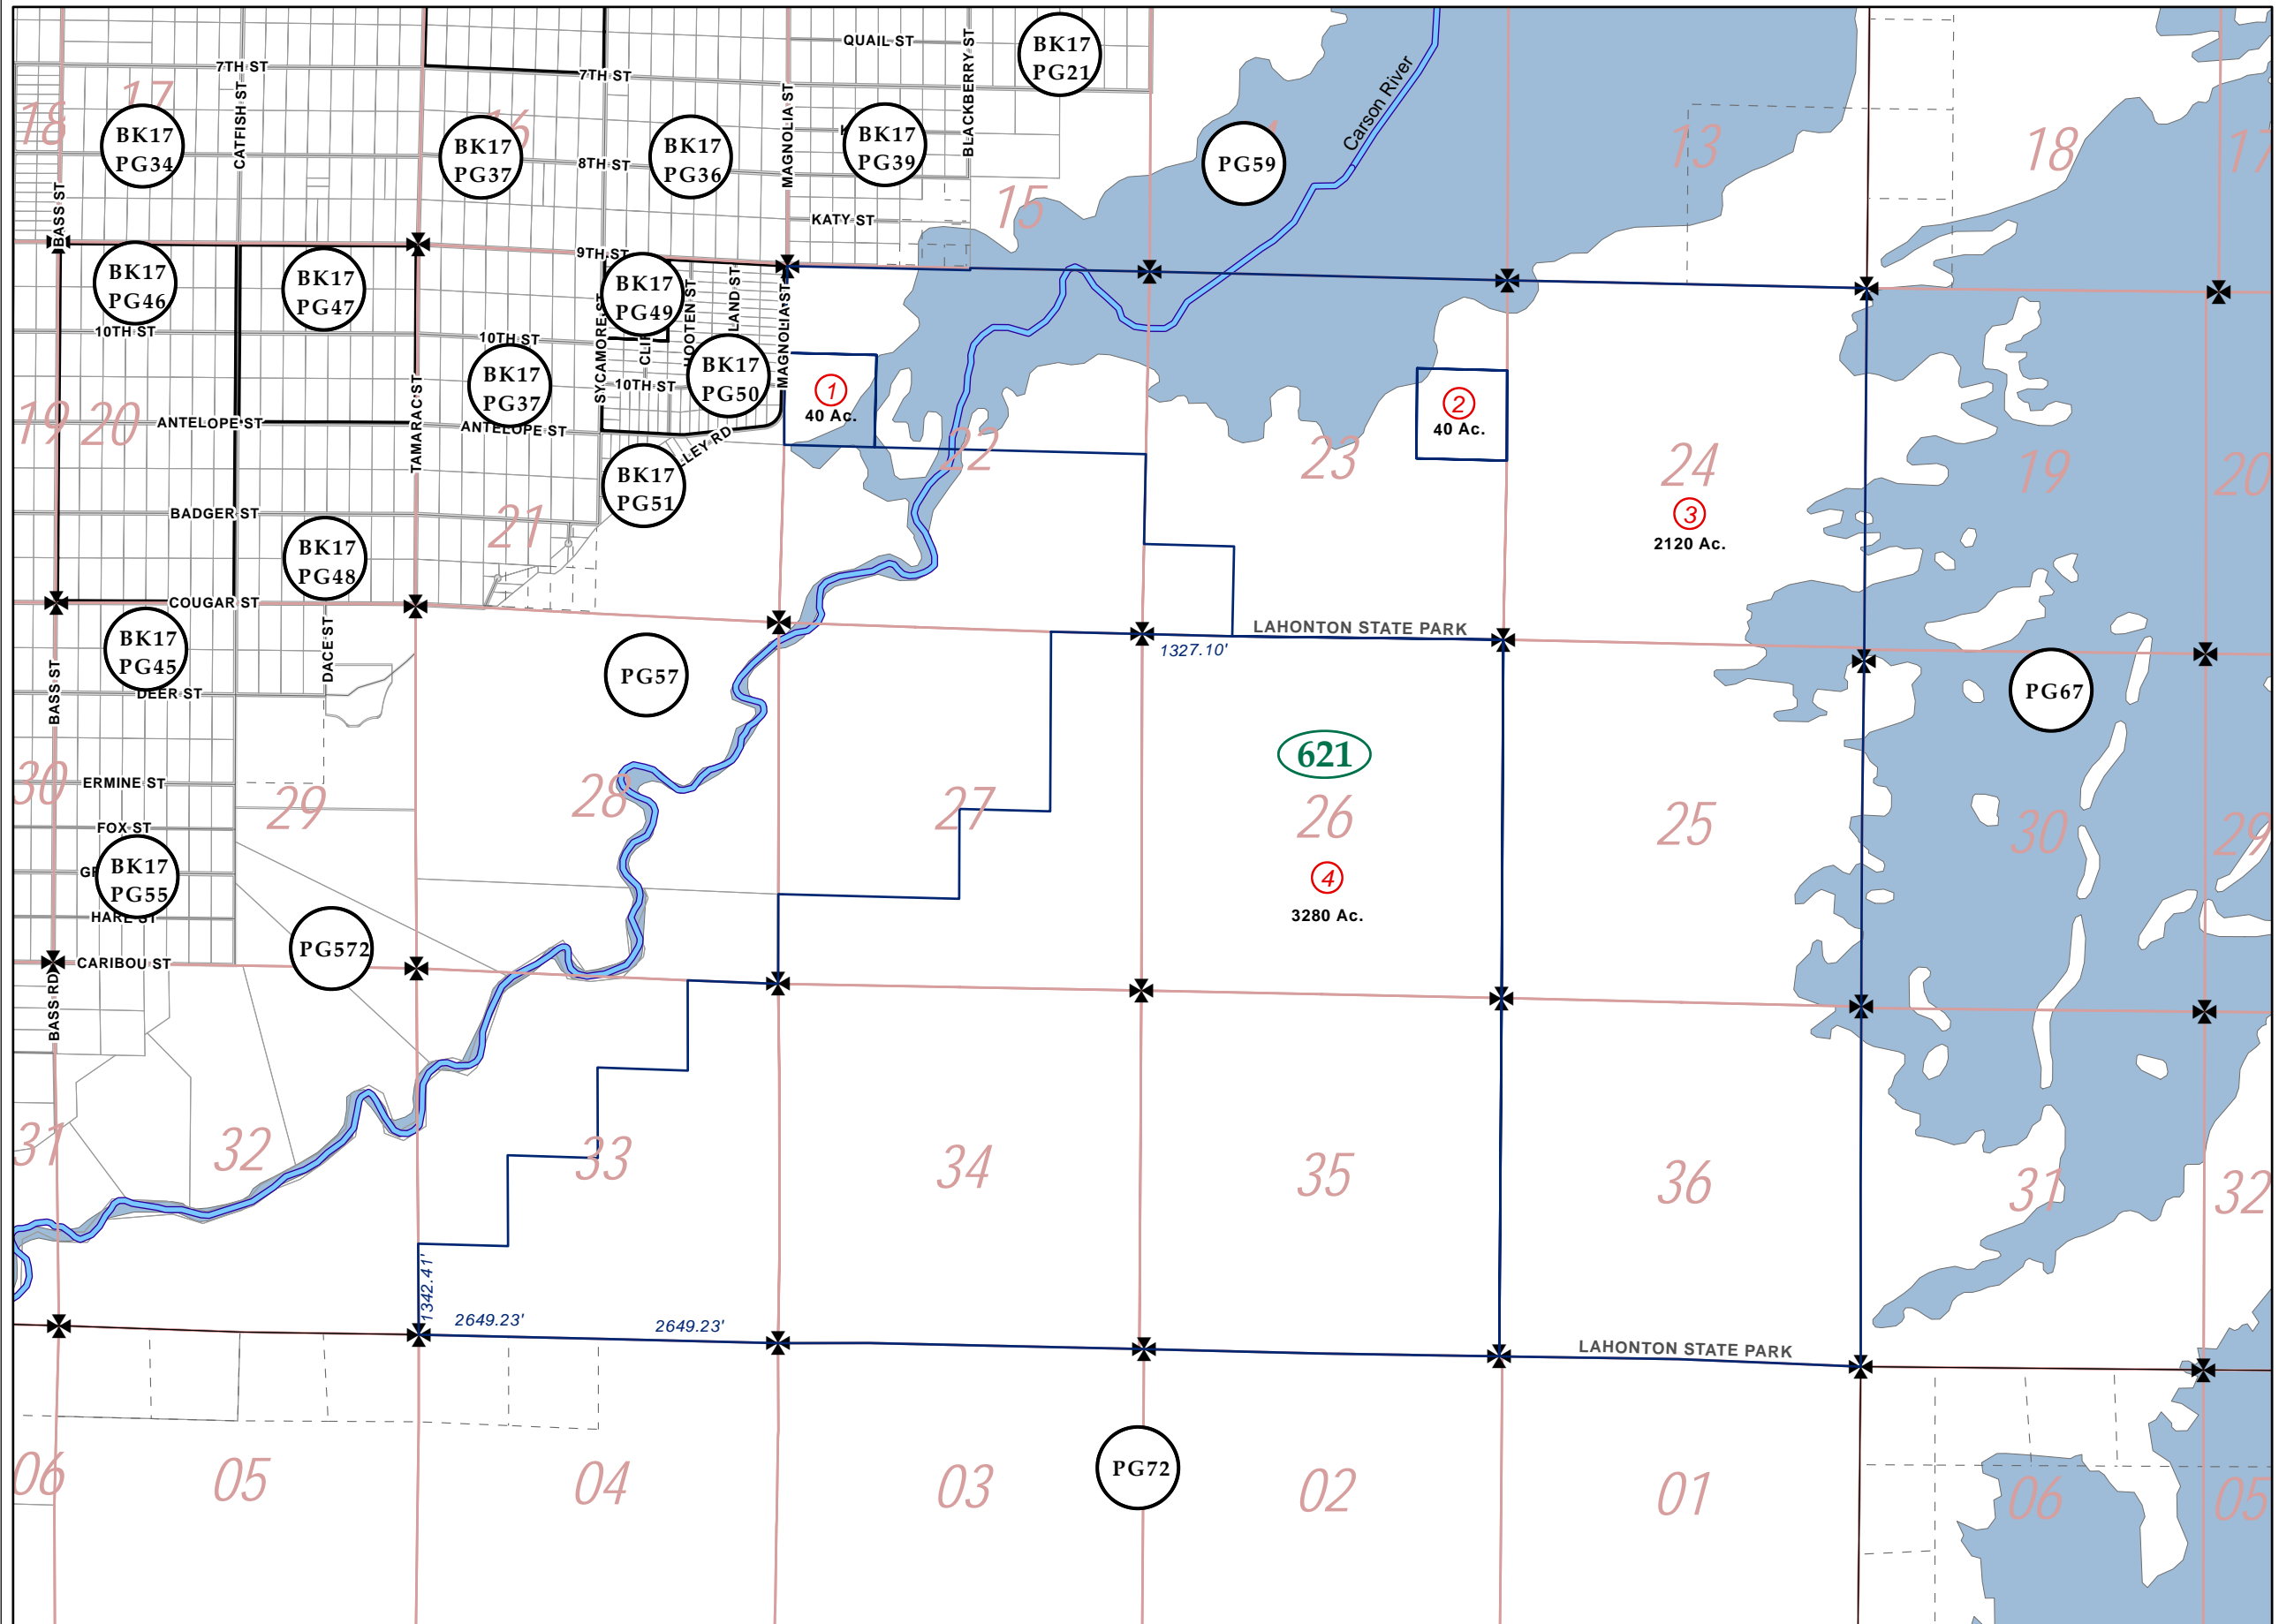 QUAIL ST
BLACKBERRY ST
BK17
PG21
7TH ST
7TH ST
Carson River
17
18
16
CATFISH ST
MAGNOLIA ST
BK17
PG34
BK17
PG37
BK17
PG36
BK17
PG39
PG59
13
18
17
8TH ST
BASS ST
15
KATY ST
9TH ST
BK17
PG46
BK17
PG47
BK17
PG49
LAND ST
HOOTEN ST
MAGNOLIA ST
SYCAMORE ST
10TH ST
10TH ST
10TH ST
BK17
PG37
BK17
PG50
1
40 Ac.
2
40 Ac.
TAMARAC ST
19
20
ANTELOPE ST
ANTELOPE ST
LEY RD
22
23
24
19
20
BK17
PG51
3
2120 Ac.
BADGER ST
21
BK17
PG48
COUGAR ST
LAHONTON STATE PARK
1327.10'
BK17
PG45
DACE ST
BASS ST
DEER ST
PG57
PG67
621
30
ERMINE ST
29
28
27
26
25
30
29
FOX ST
BK17
PG55
HARE ST
4
3280 Ac.
PG572
CARIBOU ST
BASS RD
31
32
33
34
35
36
31
32
1342.41'
2649.23'
2649.23'
LAHONTON STATE PARK
06
05
04
03
PG72
02
01
06
05